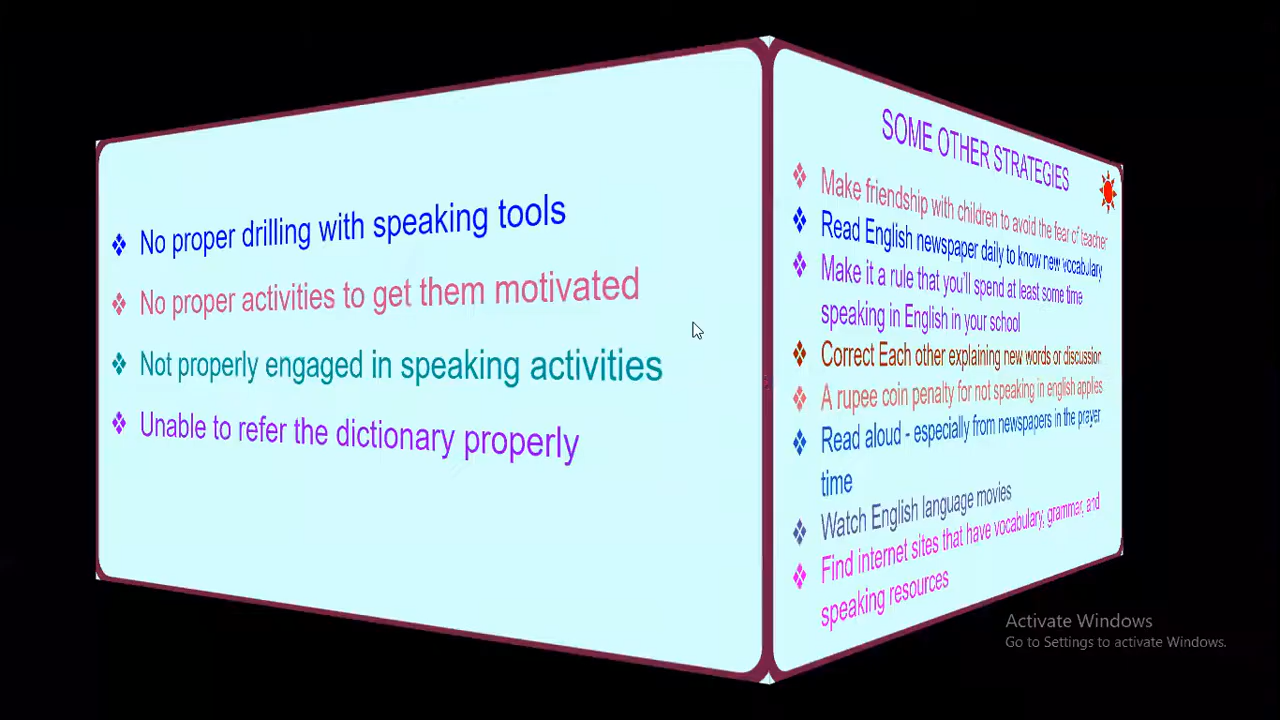 No proper drilling with speaking tools
No proper activities to get them motivated
Not properly engaged in speaking activities
Unable to refer the dictionary properly
SOME OTHER STRATEGIES
Make friendship with children to avoid the fear of teacher
Read English newspaper daily to know new vocabulary
Make it a rule that you'll spend at least some time
speaking in English in your school
Correct Each other explaining new words or discussion
A rupee coin penalty for not speaking in english applies
Read aloud - especially from newspapers in the prayer
time
Watch English language movies
Find internet sites that have vocabulary, grammar, and
speaking resources
Activate Windows
Go to Settings to activate Windows.